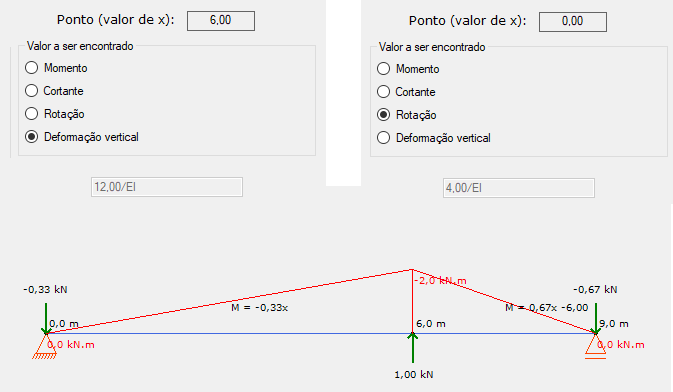 Ponto (valor de x): 6,00
Valor a ser encontrado
Momento
Cortante
Rotação
Deformação vertical
12,00/EI
Ponto (valor de x): 0,00
Valor a ser encontrado
Momento
Cortante
Rotação
Deformação vertical
4,00/EI
-2,0 kN.m
-0,33 kN
-0,67 kN
M = -0,33x
M = 0,67x -6,00
0,0 m
6,0 m
9,0 m
0,0 kN.m
0,0 kN.m
1,00 kN